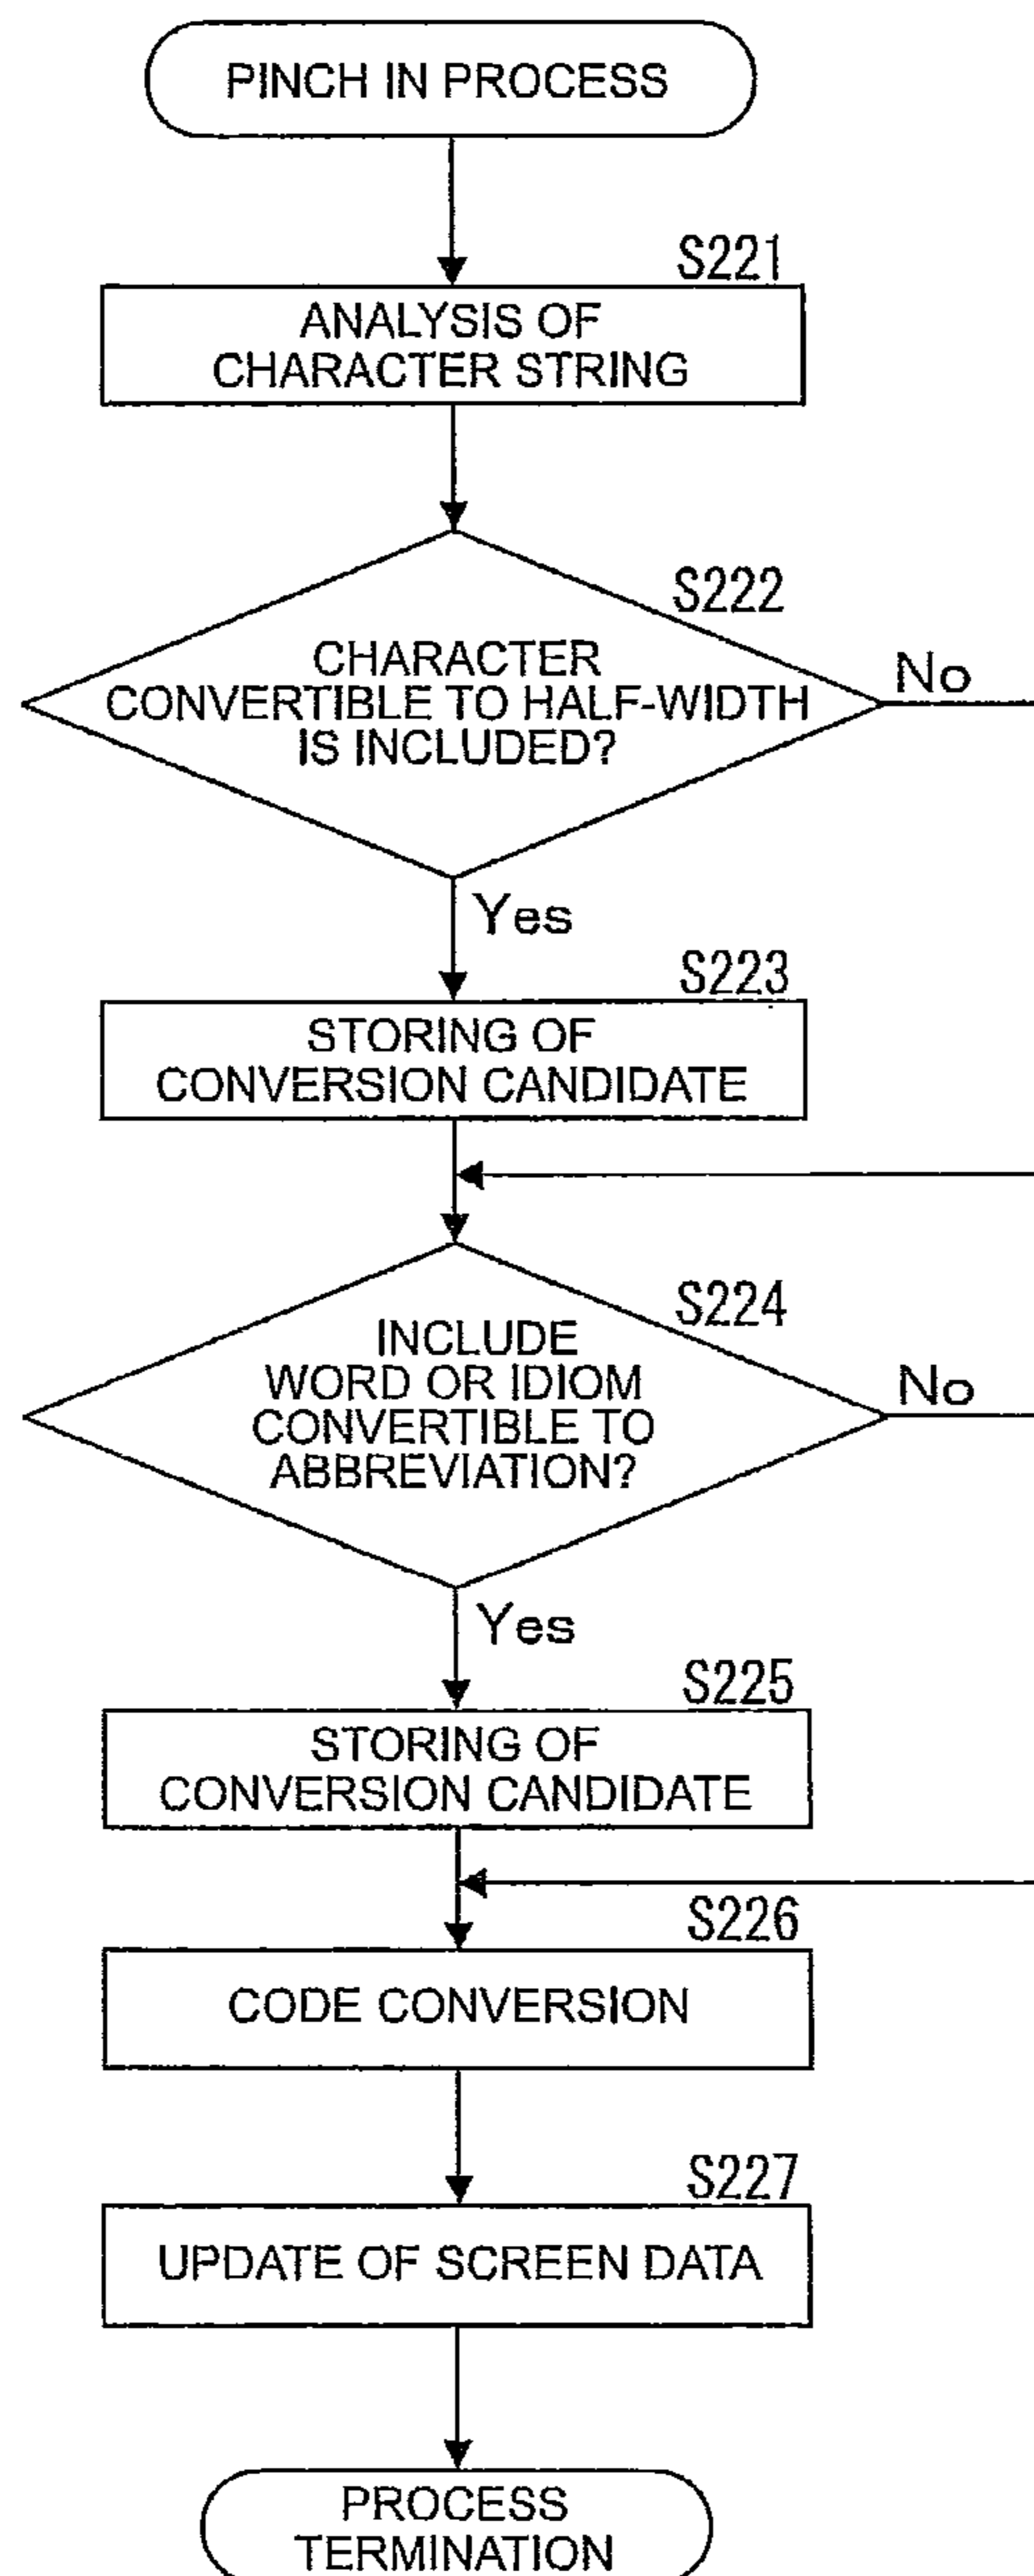 PINCH IN PROCESS
S221
ANALYSIS OF
CHARACTER STRING
S222
CHARACTER
CONVERTIBLE TO HALF-WIDTH
IS INCLUDED?
No
Yes
S223
STORING OF
CONVERSION CANDIDATE
S224
INCLUDE
WORD OR IDIOM
CONVERTIBLE TO
ABBREVIATION?
No
Yes
S225
STORING OF
CONVERSION CANDIDATE
S226
CODE CONVERSION
S227
UPDATE OF SCREEN DATA
PROCESS
TERMINATION